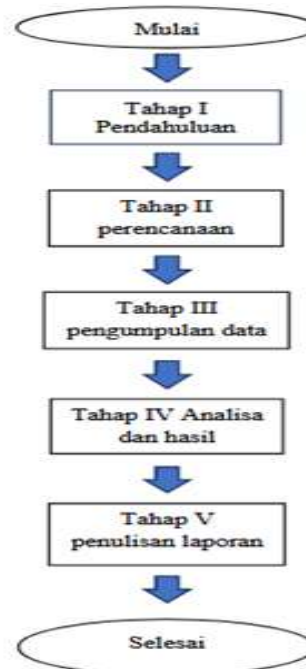 Mulai
Tahap I
Pendahuluan
Tahap II
perencanaan
Tahap III
pengumpulan data
Tahap IV Analisa
dan hasil
Tahap V
penulisan laporan
Selesai